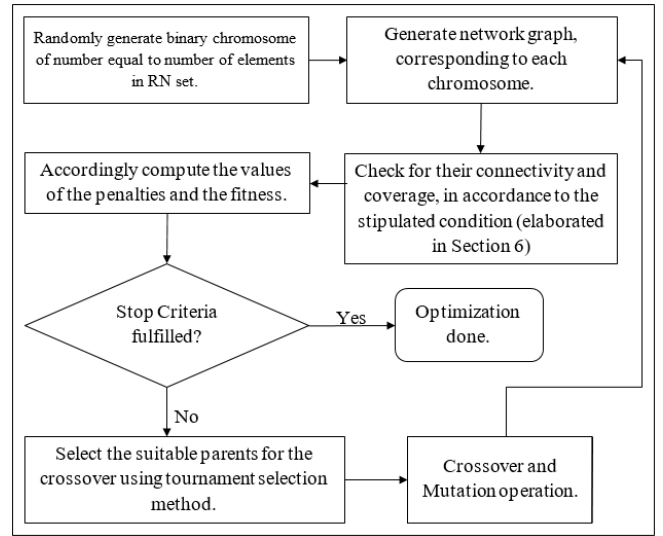 Randomly generate binary chromosome
of number equal to number of elements
in RN set.
Generate network graph,
corresponding to each
chromosome.
Check for their connectivity and
coverage, in accordance to the
stipulated condition (elaborated
in Section 6)
Accordingly compute the values
of the penalties and the fitness.
Stop Criteria
fulfilled?
Yes
Optimization
done.
No
Select the suitable parents for the
crossover using tournament selection
method.
Crossover and
Mutation operation.